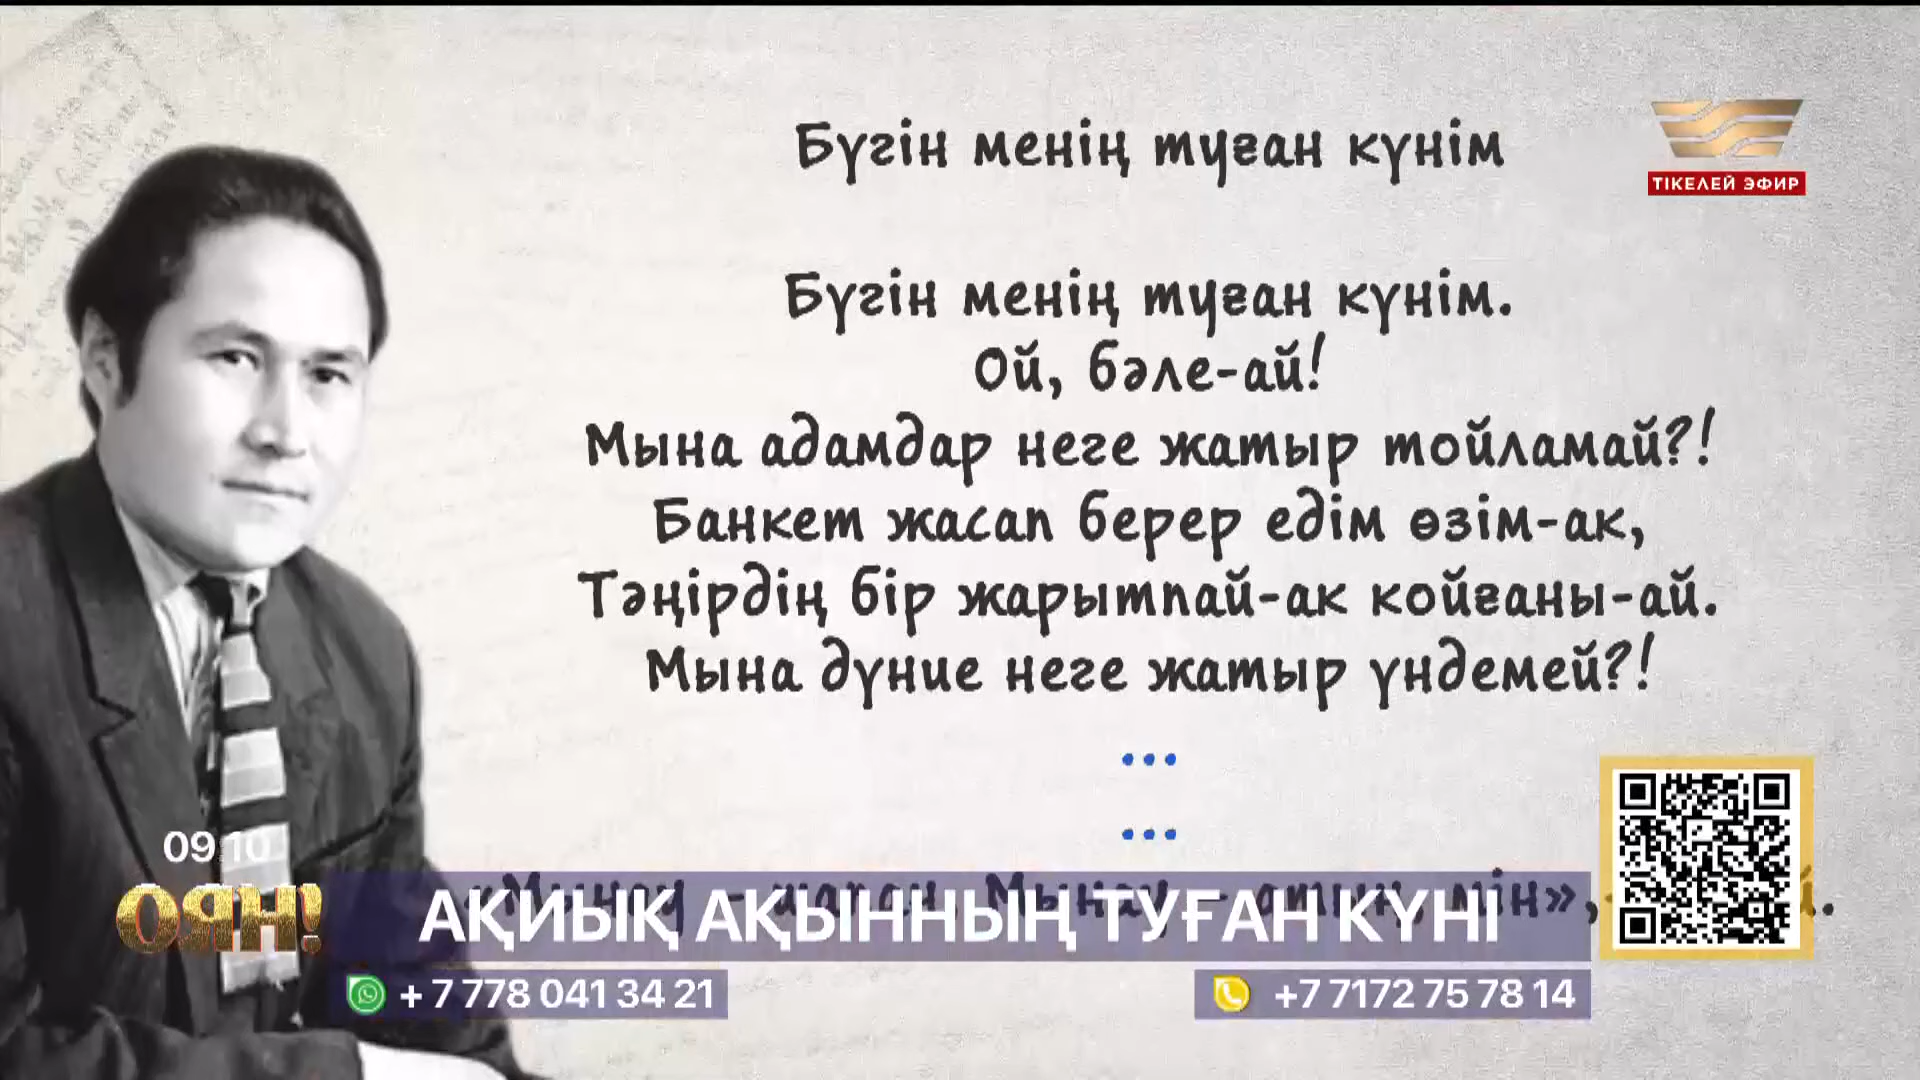 Бүгін менің туған күнім
ТІКЕЛЕЙ ЭФИР
Бүгін менің туған күнім.
Ой, бәле-ай!
Мына адамдар неге жатыр тойламай?!
Банкет жасап берер едім өзім-ак,
Тәңірдің бір жарытпай-ак койғаны-ай.
Мына дүние неге жатыр үндемей?!
...
...
09:10
ОЯН!
АҚИЫҚ АҚЫННЫҢ ТУҒАН КҮНІ
+ 7 778 041 34 21
+7 7172 75 78 14